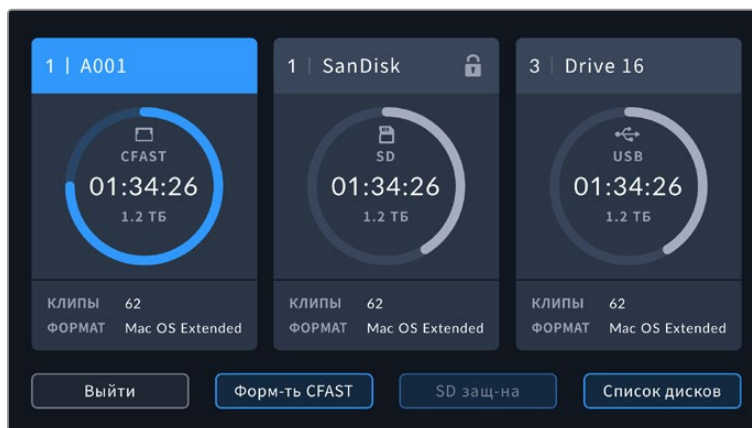 1 | A001
CFAST
01:34:26
1.2 ТБ
КЛИПЫ 62
ФОРМАТ Mac OS Extended
1 | SanDisk
SD
01:34:26
1.2 ТБ
КЛИПЫ 62
ФОРМАТ Mac OS Extended
3 | Drive 16
USB
01:34:26
1.2 ТБ
КЛИПЫ 62
ФОРМАТ Mac OS Extended
Выйти
Форм-ть CFAST
SD защ-на
Список дисков